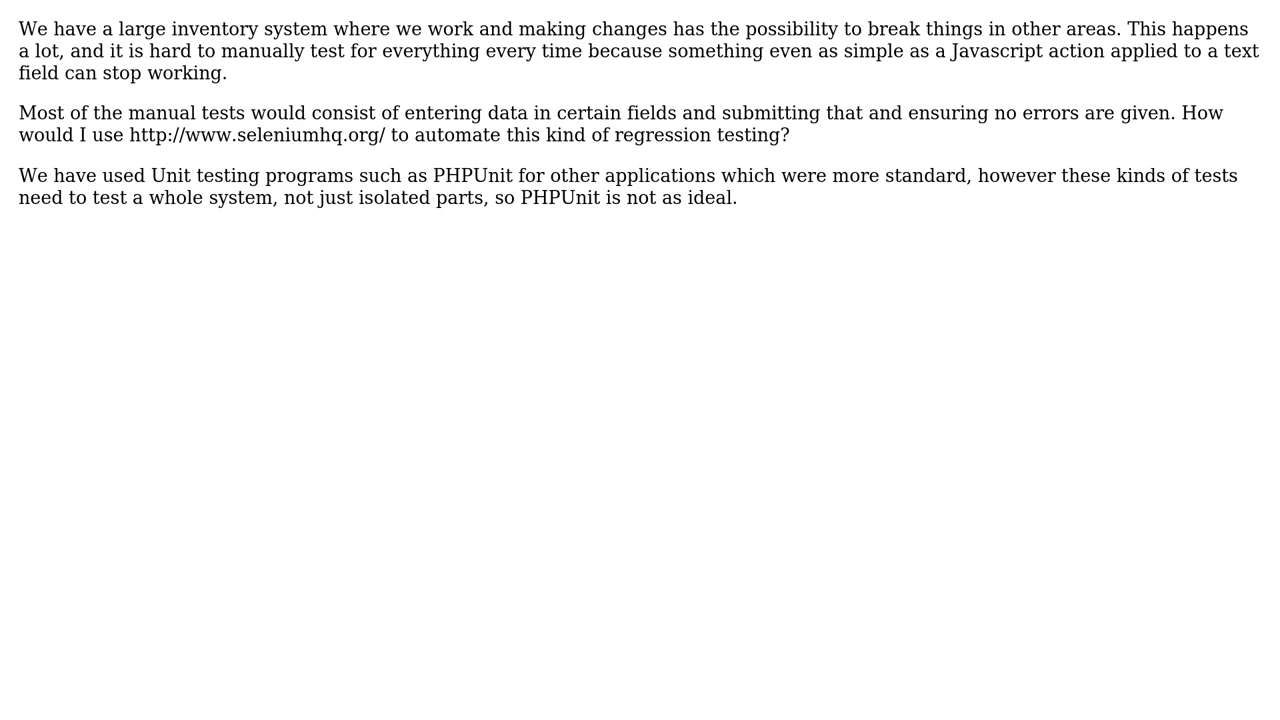 We have a large inventory system where we work and making changes has the possibility to break things in other areas. This happens
a lot, and it is hard to manually test for everything every time because something even as simple as a Javascript action applied to a text
field can stop working.
Most of the manual tests would consist of entering data in certain fields and submitting that and ensuring no errors are given. How
would I use http://www.seleniumhq.org/ to automate this kind of regression testing?
We have used Unit testing programs such as PHPUnit for other applications which were more standard, however these kinds of tests
need to test a whole system, not just isolated parts, so PHPUnit is not as ideal.